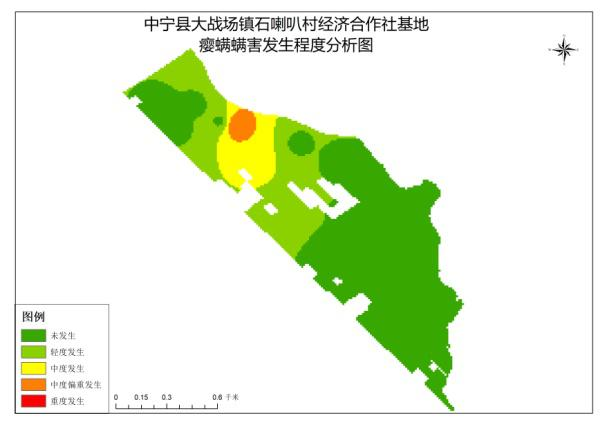 中宁县大战场镇石喇叭村经济合作社基地
瘿螨螨害发生程度分析图
图例
未发生
轻度发生
中度发生
中度偏重发生
重度发生
0 0.15 0.3 0.6 千米